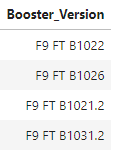 Booster_Version
F9 FT B1022
F9 FT B1026
F9 FT B1021.2
F9 FT B1031.2